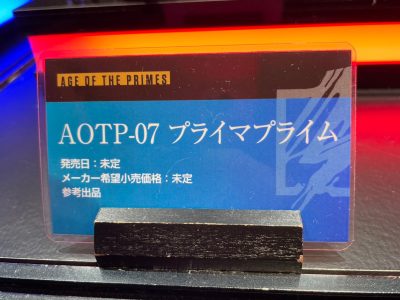 AGE OF THE PRIMES
AOTP-07 プライマプライム
発売日：未定
メーカー希望小売価格：未定
参考出品